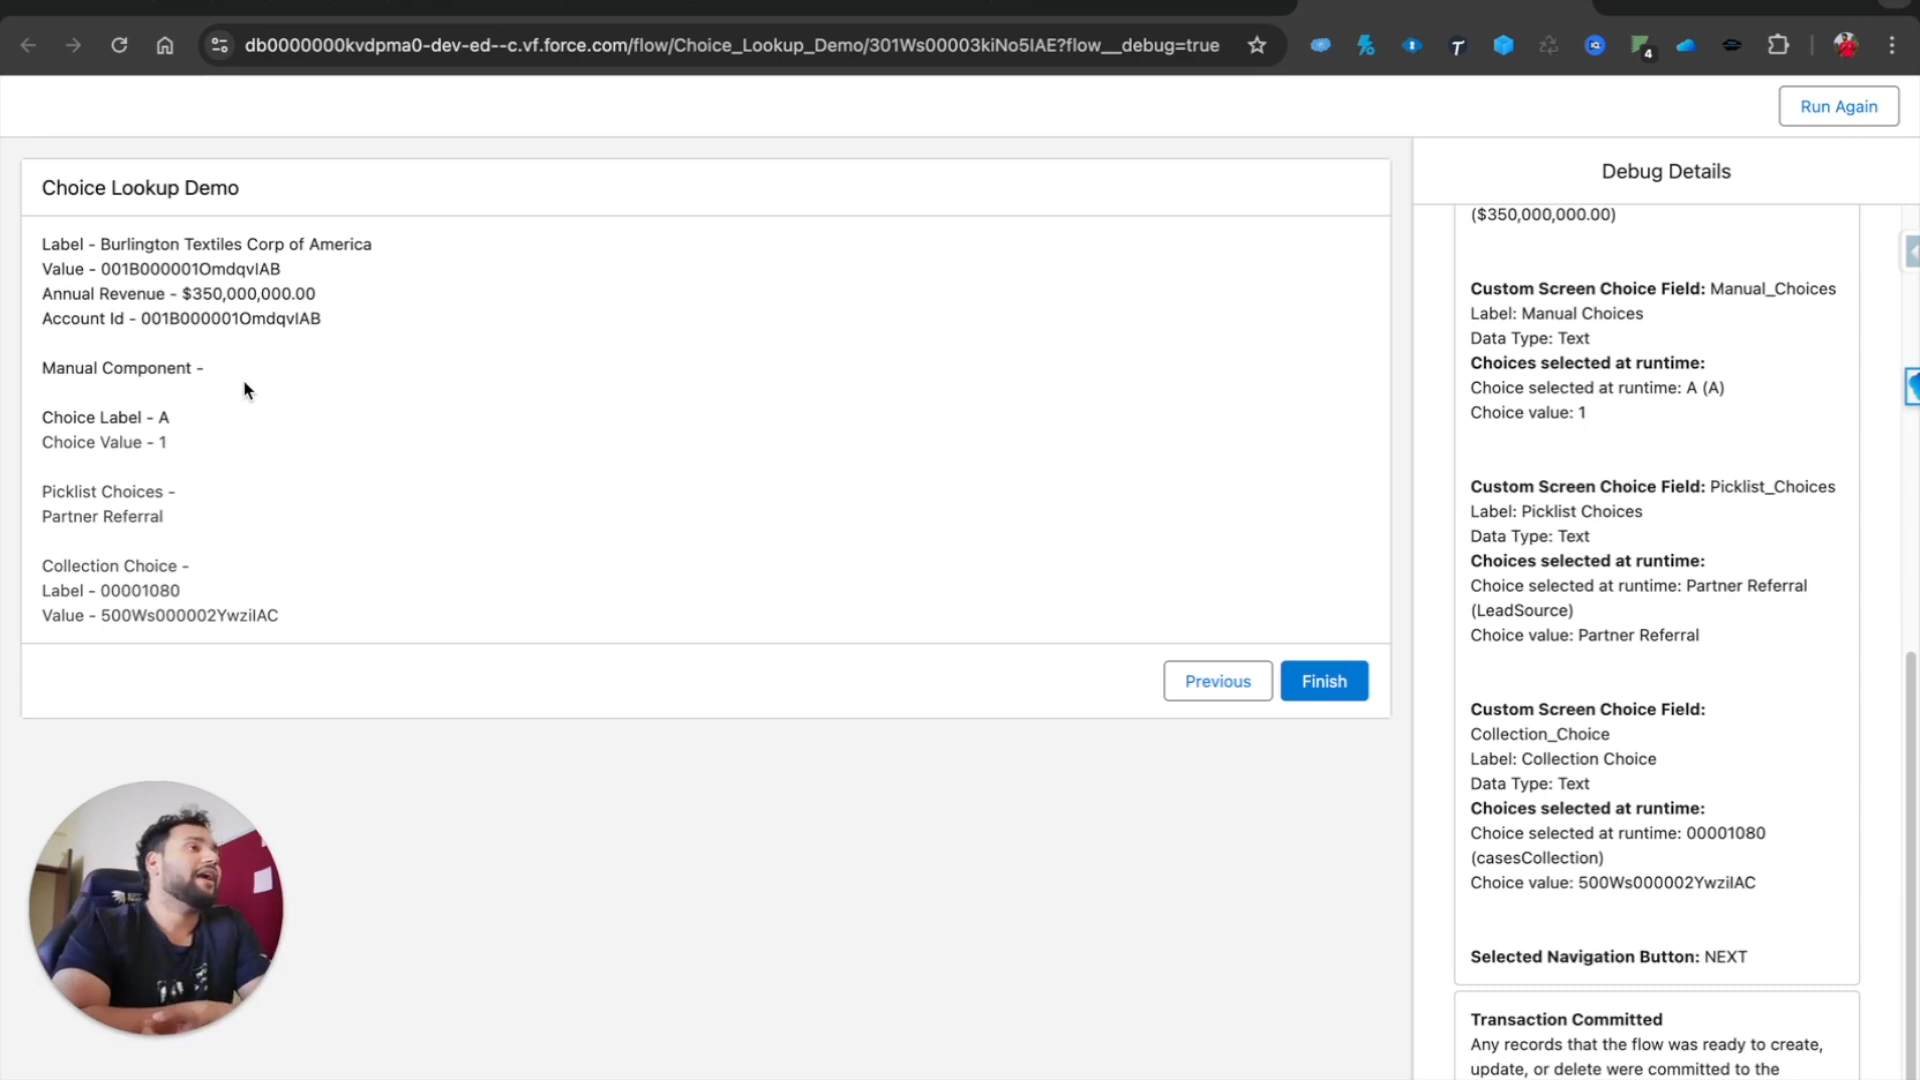 db0000000kvdpma0-dev-ed--c.vf.force.com/flow/Choice_Lookup_Demo/301Ws00003kiNo5IAE?flow__debug=true
4
Run Again
Choice Lookup Demo
Label - Burlington Textiles Corp of America
Value - 001B000001OmdqvIAB
Annual Revenue - $350,000,000.00
Account Id - 001B000001OmdqvIAB
Manual Component -
Choice Label - A
Choice Value - 1
Picklist Choices -
Partner Referral
Collection Choice -
Label - 00001080
Value - 500Ws000002YwziIAC
Previous
Finish
Debug Details
($350,000,000.00)
Custom Screen Choice Field: Manual_Choices
Label: Manual Choices
Data Type: Text
Choices selected at runtime:
Choice selected at runtime: A (A)
Choice value: 1
Custom Screen Choice Field: Picklist_Choices
Label: Picklist Choices
Data Type: Text
Choices selected at runtime:
Choice selected at runtime: Partner Referral
(LeadSource)
Choice value: Partner Referral
Custom Screen Choice Field:
Collection_Choice
Label: Collection Choice
Data Type: Text
Choices selected at runtime:
Choice selected at runtime: 00001080
(casesCollection)
Choice value: 500Ws000002YwziIAC
Selected Navigation Button: NEXT
Transaction Committed
Any records that the flow was ready to create,
update, or delete were committed to the